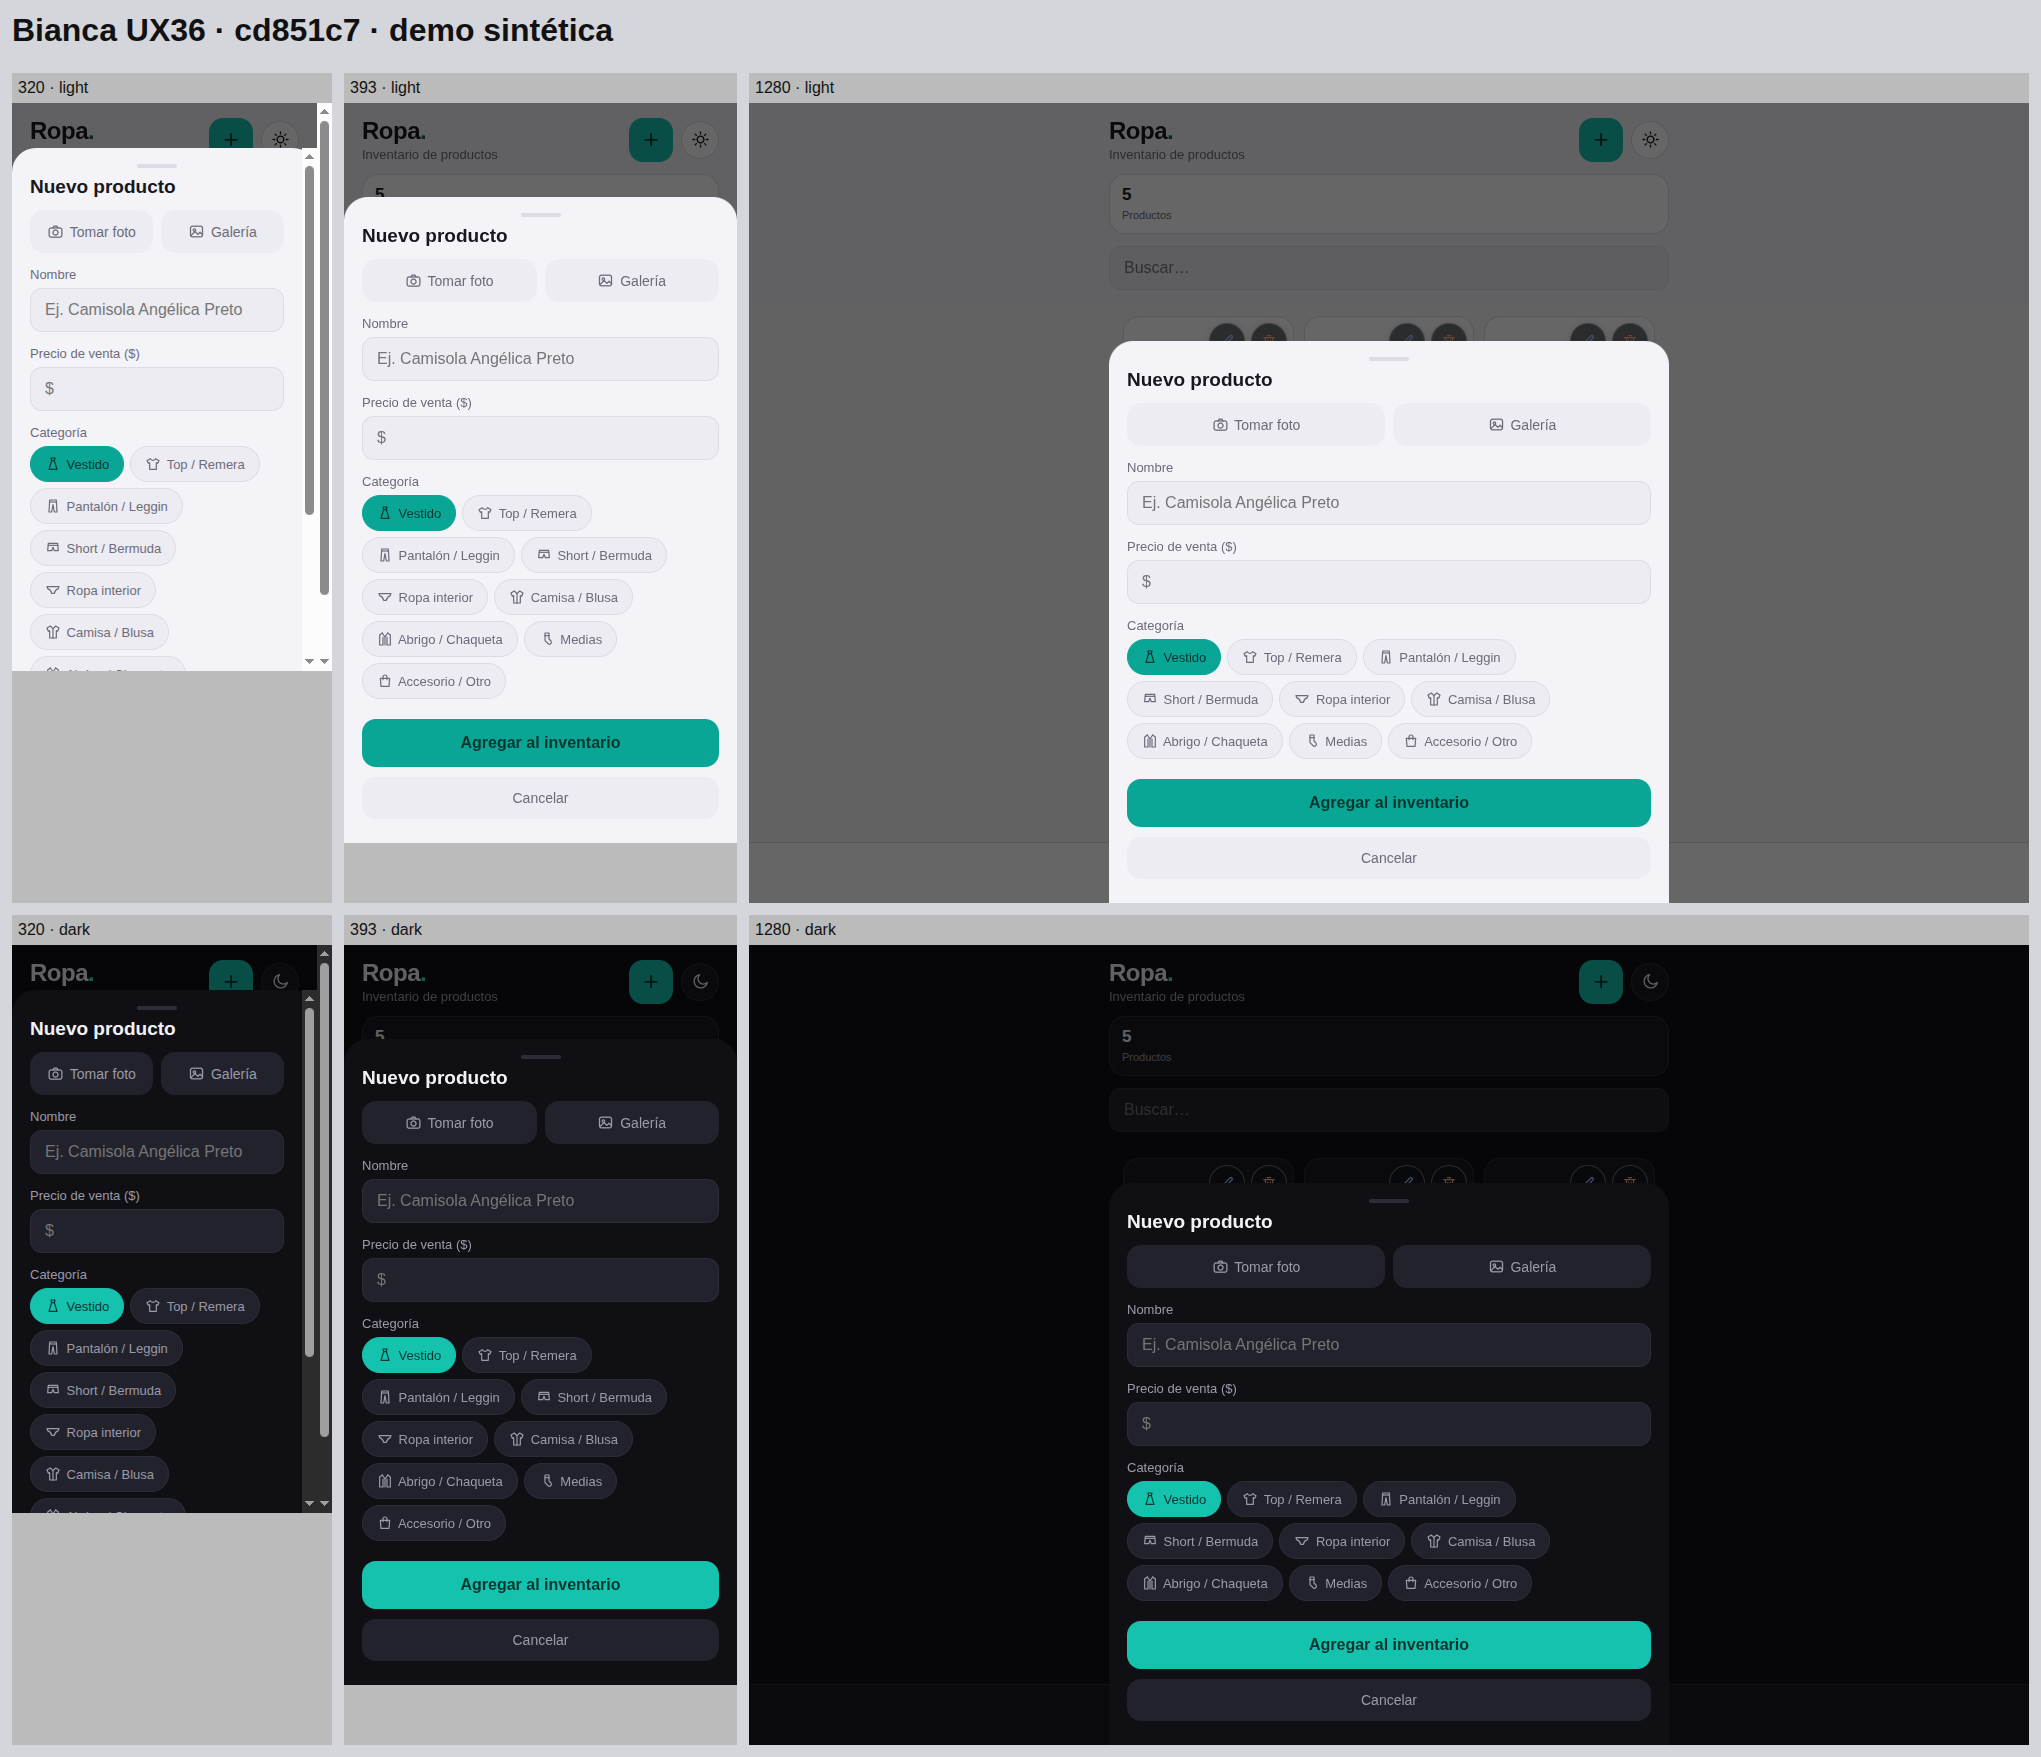 Bianca UX36 · cd851c7 · demo sintética
320 · light
Ropa.
+
Nuevo producto
Tomar foto Galería
Nombre
Ej. Camisola Angélica Preto
Precio de venta ($)
$
Categoría
Vestido Top / Remera
Pantalón / Leggin
Short / Bermuda
Ropa interior
Camisa / Blusa
393 · light
Ropa.
+
Inventario de productos
5
Nuevo producto
Tomar foto Galería
Nombre
Ej. Camisola Angélica Preto
Precio de venta ($)
$
Categoría
Vestido Top / Remera
Pantalón / Leggin Short / Bermuda
Ropa interior Camisa / Blusa
Abrigo / Chaqueta Medias
Accesorio / Otro
Agregar al inventario
Cancelar
1280 · light
Ropa.
+
Inventario de productos
5
Productos
Buscar…
Nuevo producto
Tomar foto Galería
Nombre
Ej. Camisola Angélica Preto
Precio de venta ($)
$
Categoría
Vestido Top / Remera Pantalón / Leggin
Short / Bermuda Ropa interior Camisa / Blusa
Abrigo / Chaqueta Medias Accesorio / Otro
Agregar al inventario
Cancelar
320 · dark
Ropa.
+
Nuevo producto
Tomar foto Galería
Nombre
Ej. Camisola Angélica Preto
Precio de venta ($)
$
Categoría
Vestido Top / Remera
Pantalón / Leggin
Short / Bermuda
Ropa interior
Camisa / Blusa
393 · dark
Ropa.
+
Inventario de productos
5
Nuevo producto
Tomar foto Galería
Nombre
Ej. Camisola Angélica Preto
Precio de venta ($)
$
Categoría
Vestido Top / Remera
Pantalón / Leggin Short / Bermuda
Ropa interior Camisa / Blusa
Abrigo / Chaqueta Medias
Accesorio / Otro
Agregar al inventario
Cancelar
1280 · dark
Ropa.
+
Inventario de productos
5
Productos
Buscar…
Nuevo producto
Tomar foto Galería
Nombre
Ej. Camisola Angélica Preto
Precio de venta ($)
$
Categoría
Vestido Top / Remera Pantalón / Leggin
Short / Bermuda Ropa interior Camisa / Blusa
Abrigo / Chaqueta Medias Accesorio / Otro
Agregar al inventario
Cancelar